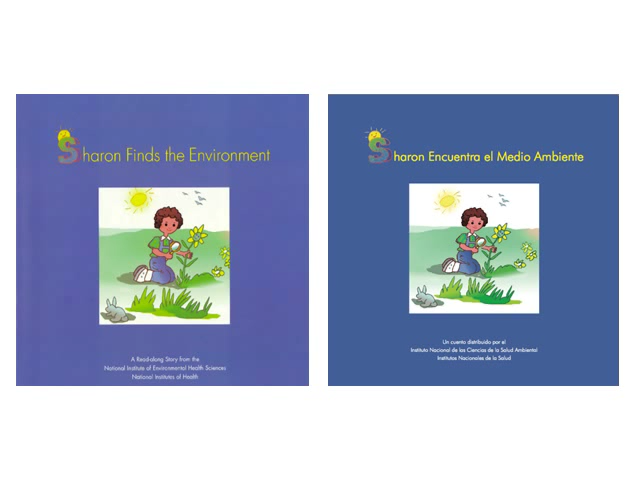 Sharon Finds the Environment
A Read-along Story from the
National Institute of Environmental Health Sciences
National Institutes of Health
Sharon Encuentra el Medio Ambiente
Un cuento distribuido por el
Instituto Nacional de las Ciencias de la Salud Ambiental
Institutos Nacionales de la Salud